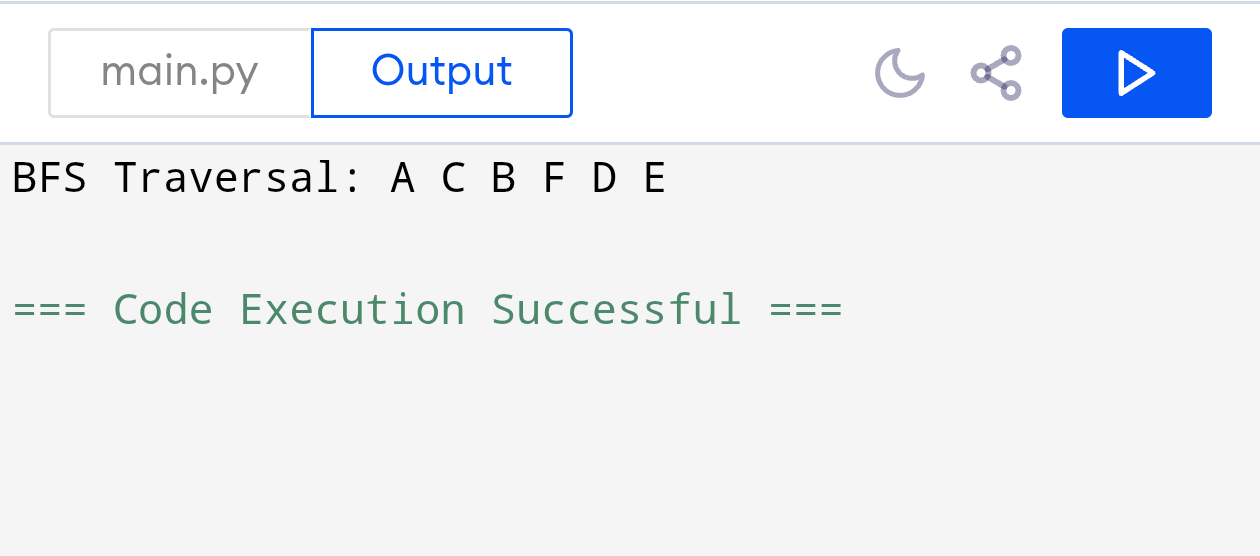 main.py Output
BFS Traversal: A C B F D E
=== Code Execution Successful ===